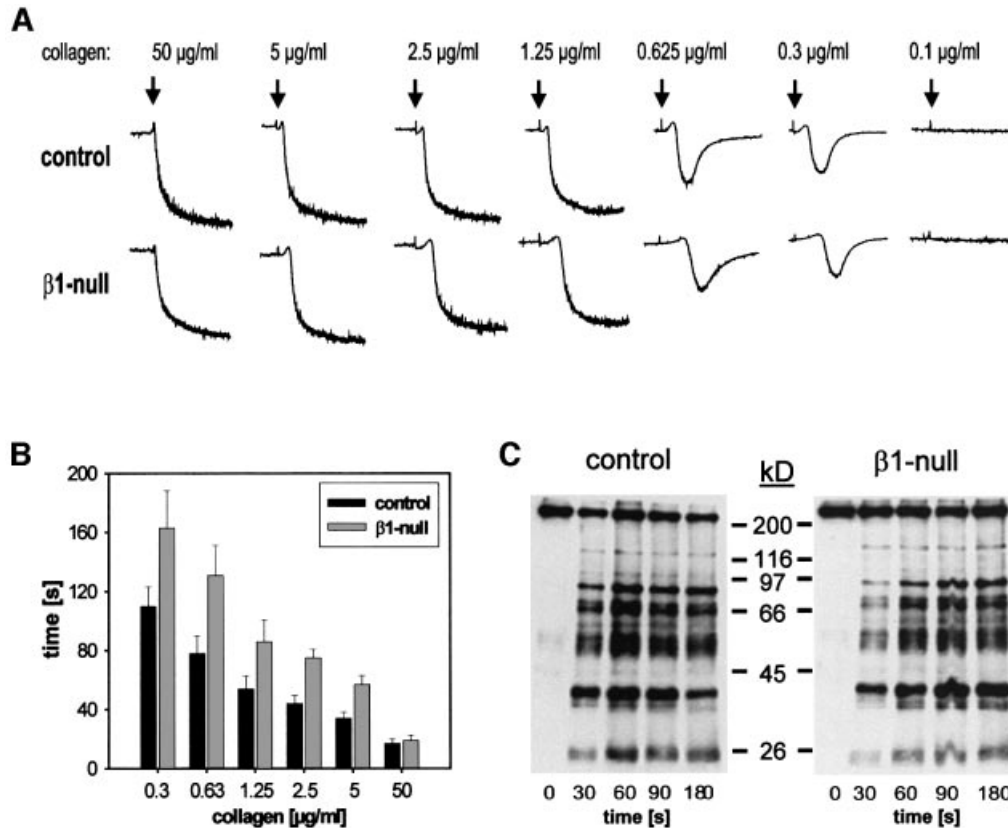 A
collagen: 50 µg/ml 5 µg/ml 2.5 µg/ml 1.25 µg/ml 0.625 µg/ml 0.3 µg/ml 0.1 µg/ml
control
β1-null
B
200
160
120
80
40
0
time [s]
control
β1-null
0.3 0.63 1.25 2.5 5 50
collagen [µg/ml]
C
control kD β1-null
200
116
97
66
45
26
0 30 60 90 180 0 30 60 90 180
time [s] time [s]